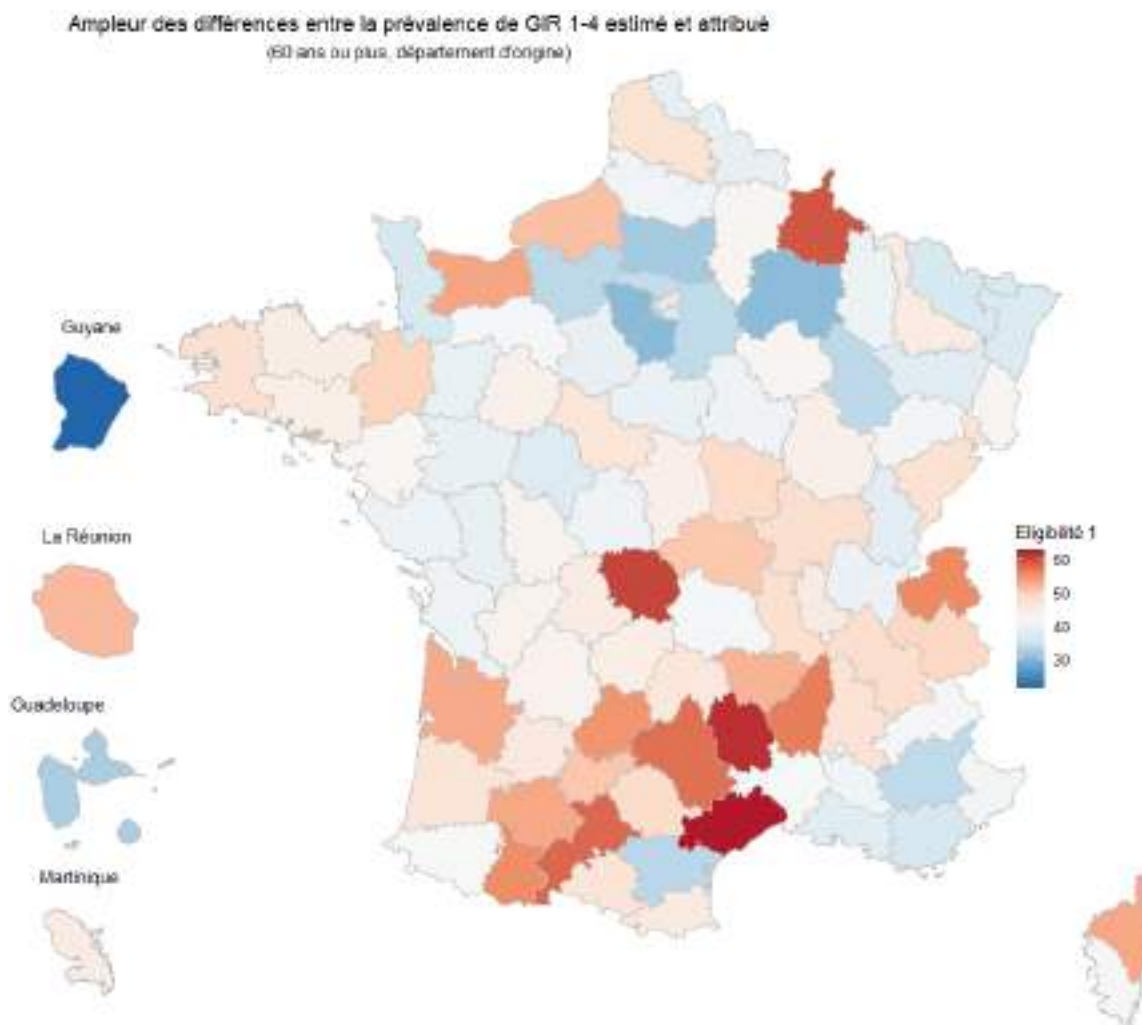 Ampleur des différences entre la prévalence de GIR 1-4 estimé et attribué
(60 ans ou plus, département d'origine)
Guyane
La Réunion
Guadeloupe
Martinique
Eligibilité 1
60
50
40
30